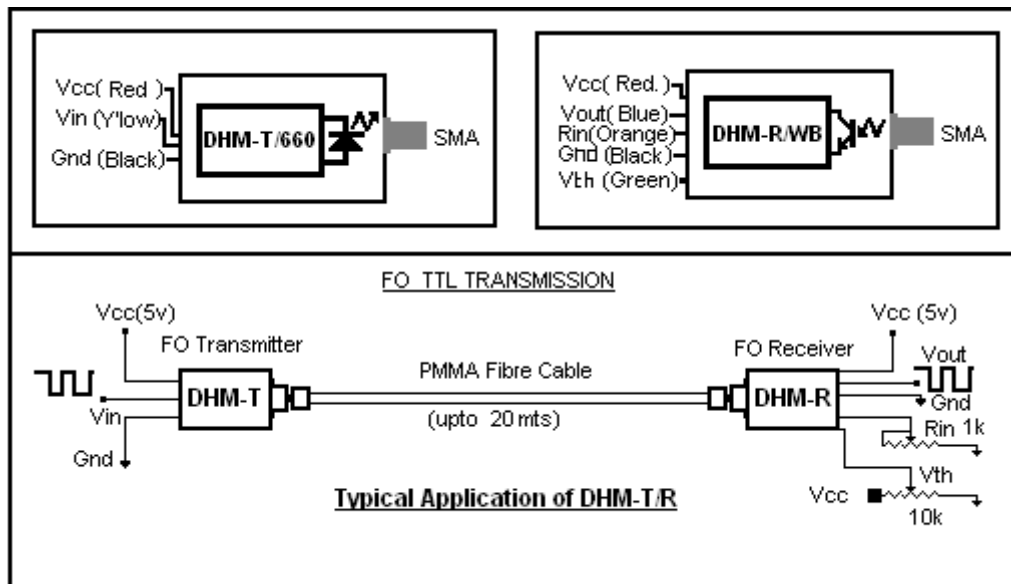 Vcc( Red )
Vin (Y'low)
Gnd (Black)
DHM-T/660
SMA
Vcc( Red.)
Vout( Blue)
Rin(Orange)
Gnd (Black)
Vth (Green)
DHM-R/WB
SMA
FO TTL TRANSMISSION
Vcc(5v)
FO Transmitter
DHM-T
Vin
Gnd
PMMA Fibre Cable
(upto 20 mts)
Vcc (5v)
FO Receiver
DHM-R
Vout
Gnd
Rin 1k
Vth
Vcc
10k
Typical Application of DHM-T/R